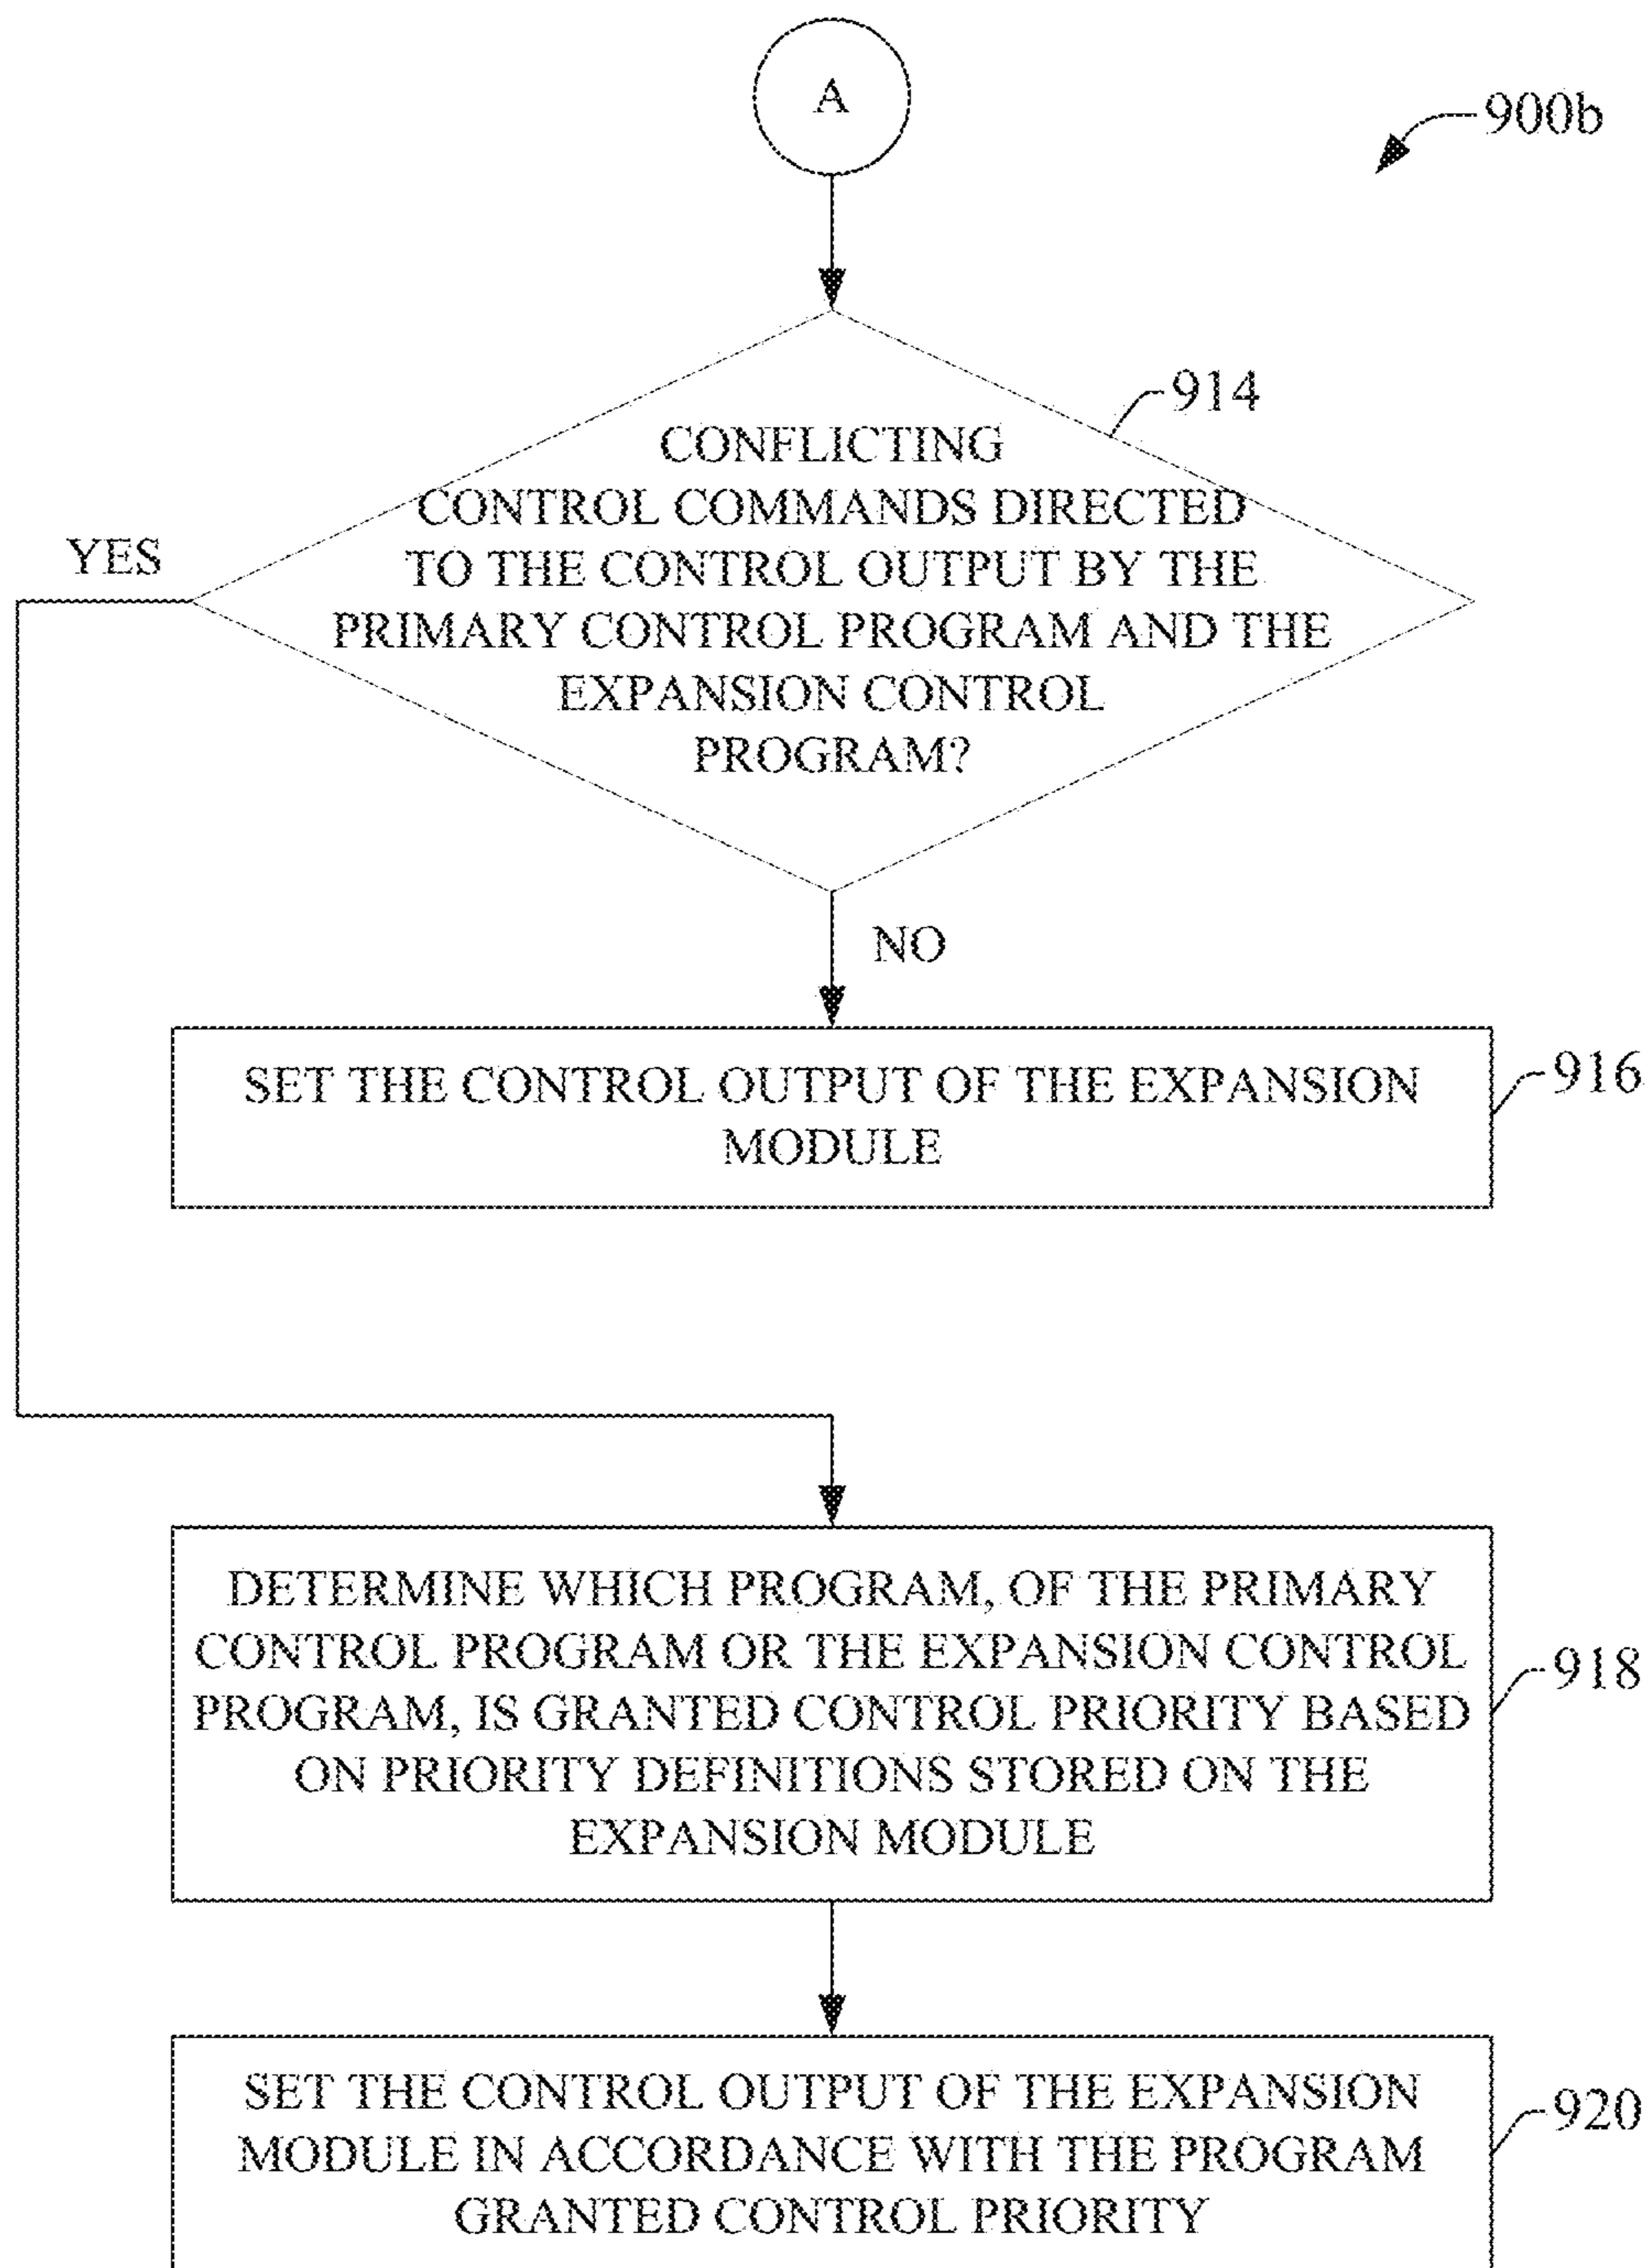 A
900b
914
CONFLICTING
CONTROL COMMANDS DIRECTED
TO THE CONTROL OUTPUT BY THE
PRIMARY CONTROL PROGRAM AND THE
EXPANSION CONTROL
PROGRAM?
YES
NO
SET THE CONTROL OUTPUT OF THE EXPANSION
MODULE
916
DETERMINE WHICH PROGRAM, OF THE PRIMARY
CONTROL PROGRAM OR THE EXPANSION CONTROL
PROGRAM, IS GRANTED CONTROL PRIORITY BASED
ON PRIORITY DEFINITIONS STORED ON THE
EXPANSION MODULE
918
SET THE CONTROL OUTPUT OF THE EXPANSION
MODULE IN ACCORDANCE WITH THE PROGRAM
GRANTED CONTROL PRIORITY
920